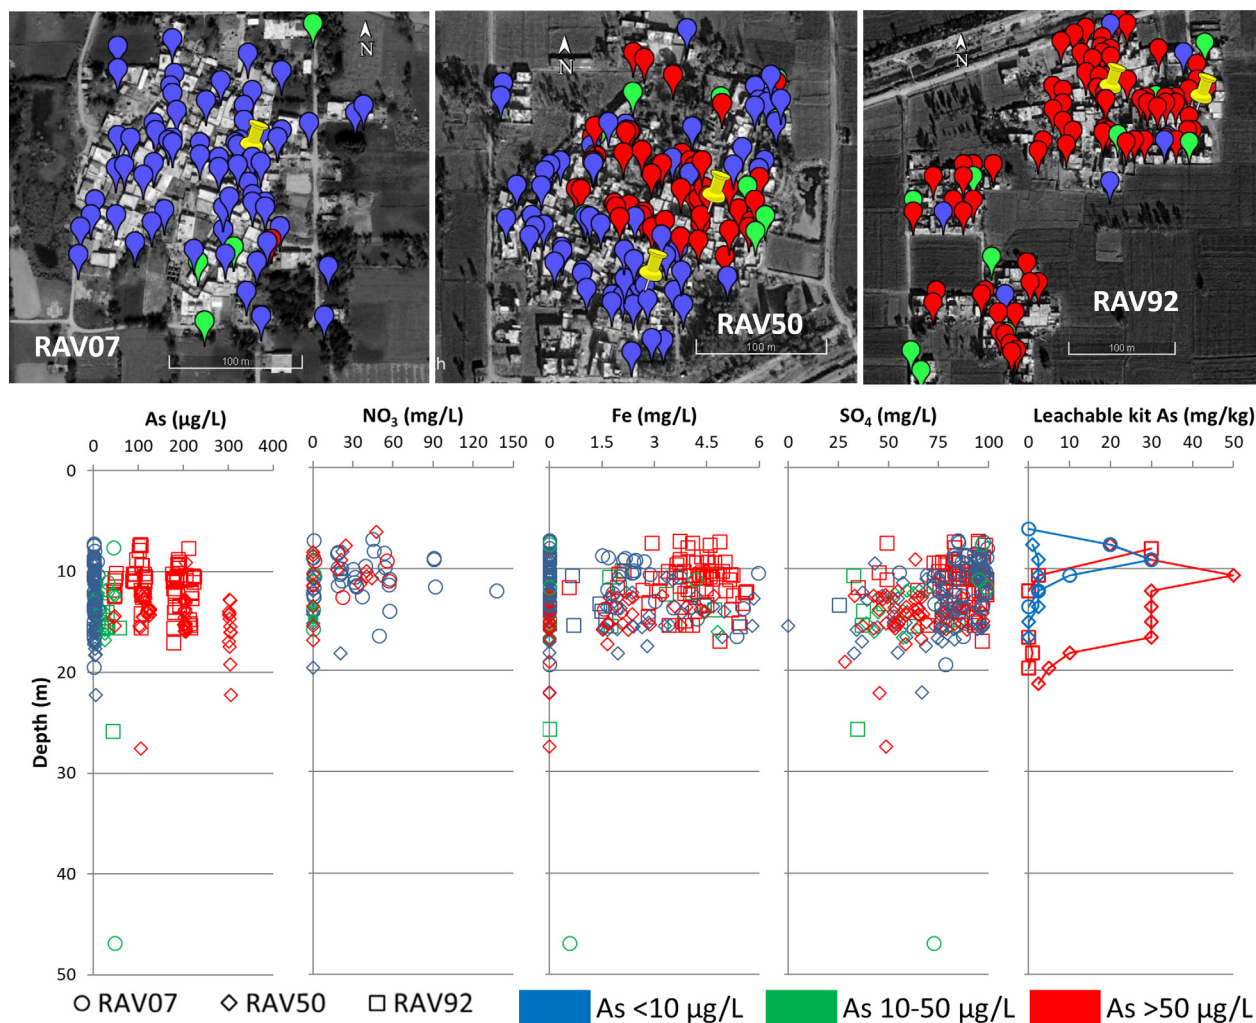 N
N
N
RAV07
100 m
h
RAV50
100 m
RAV92
100 m
As (µg/L)
NO3 (mg/L)
Fe (mg/L)
SO4 (mg/L)
Leachable kit As (mg/kg)
0 100 200 300 400
0 30 60 90 120 150
0 1.5 3 4.5 6
0 25 50 75 100
0 10 20 30 40 50
Depth (m)
0
10
20
30
40
50
RAV07
RAV50
RAV92
As <10 µg/L
As 10-50 µg/L
As >50 µg/L